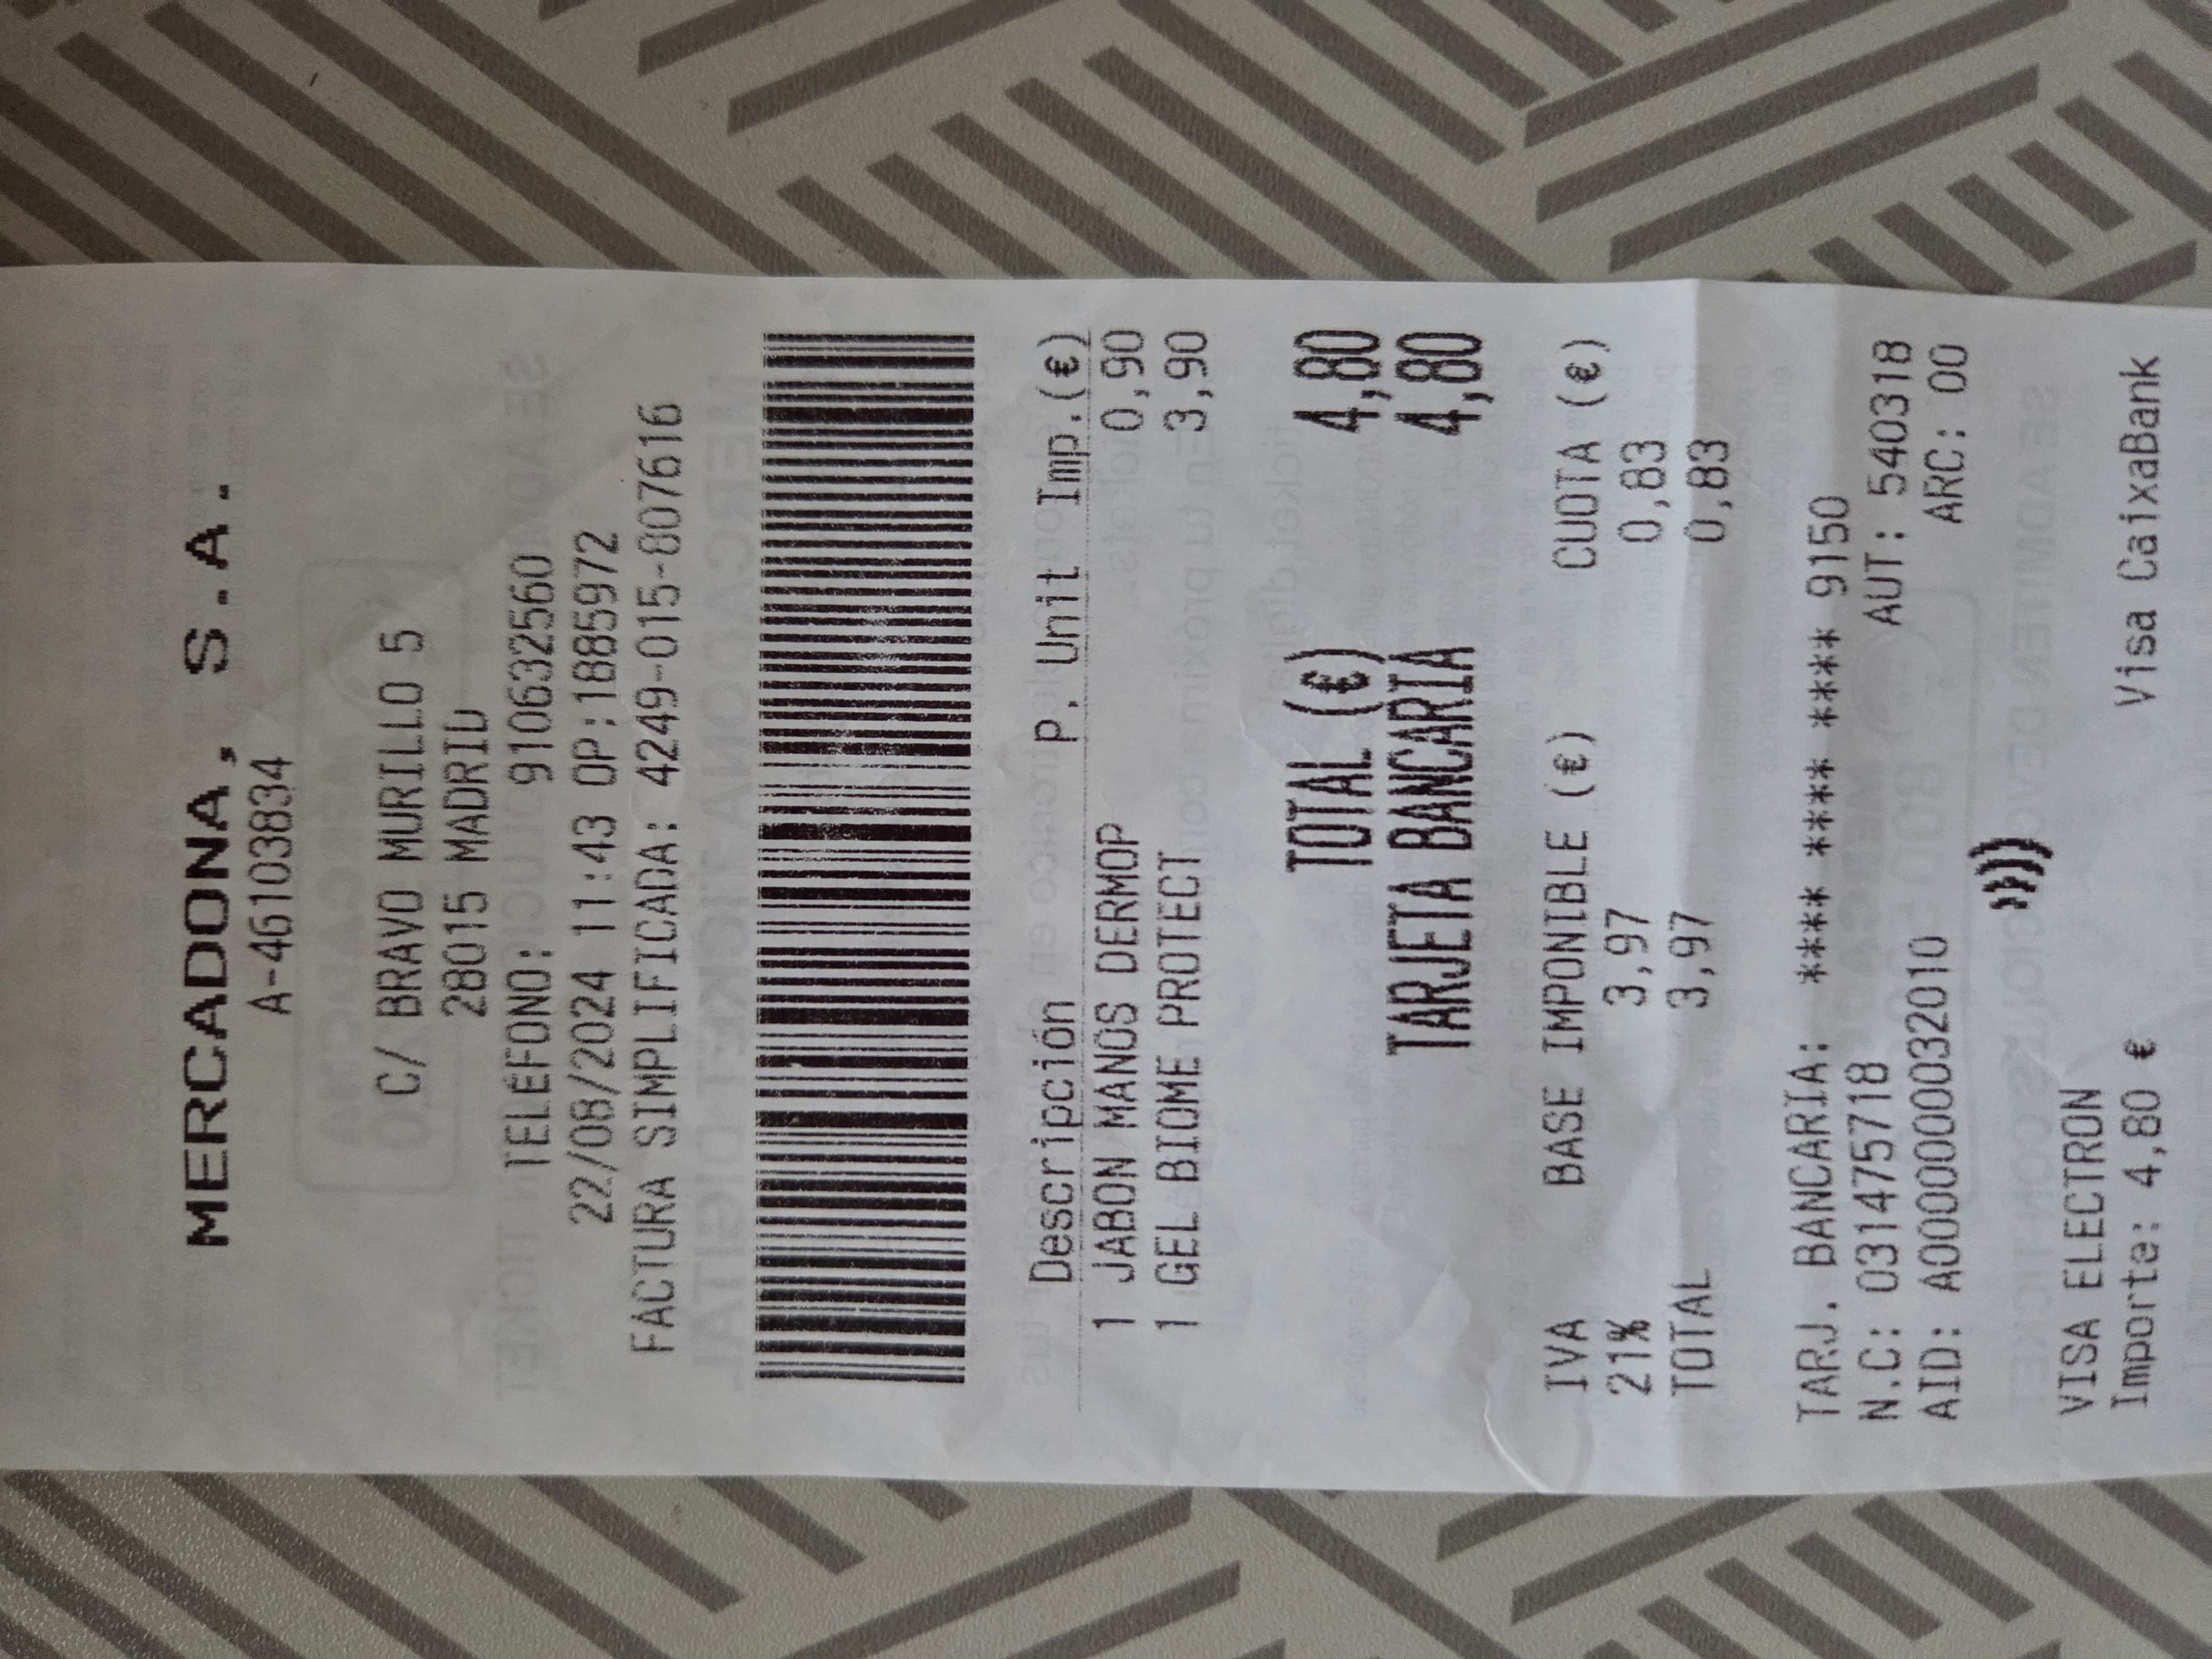 MERCADONA, S.A.
A-46103834
C/ BRAVO MURILLO 5
28015 MADRID
TELÉFONO: 910632560
22/08/2024 11:43 OP:1885972
FACTURA SIMPLIFICADA: 4249-015-807616
Descripción P. Unit Imp.(€)
1 JABON MANOS DERMOP 0,90
1 GEL BIOME PROTECT 3,90
TOTAL (€) 4,80
TARJETA BANCARIA 4,80
IVA BASE IMPONIBLE (€) CUOTA (€)
21% 3,97 0,83
TOTAL 3,97 0,83
TARJ. BANCARIA: **** **** **** 9150
N.C: 031475718 AUT: 540318
AID: A0000000032010 ARC: 00
VISA ELECTRON
Importe: 4,80 € Visa CaixaBank